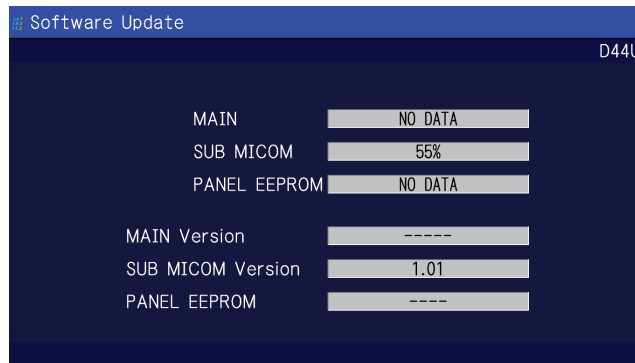 Software Update
D44U
MAIN NO DATA
SUB MICOM 55%
PANEL EEPROM NO DATA
MAIN Version -----
SUB MICOM Version 1.01
PANEL EEPROM ----